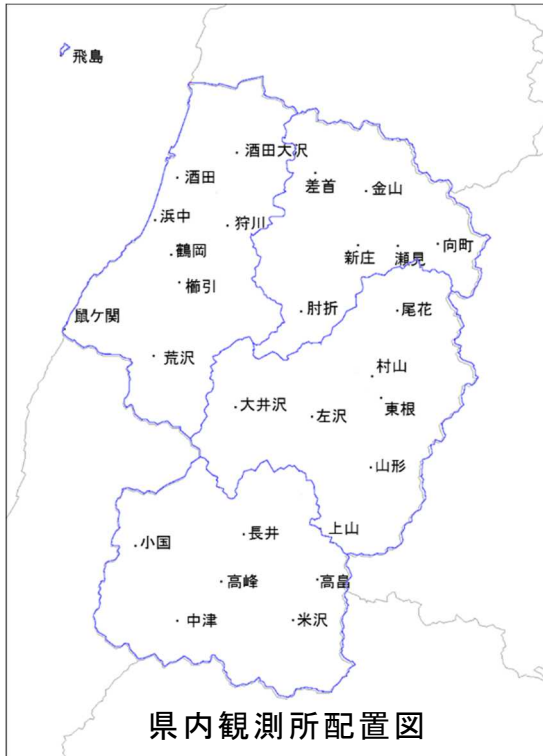 飛島
酒田大沢
酒田
差首
金山
浜中
狩川
鶴岡
新庄
瀬見
向町
櫛引
鼠ケ関
肘折
尾花
荒沢
村山
大井沢
左沢
東根
山形
上山
小国
長井
高峰
高畠
中津
米沢
県内観測所配置図